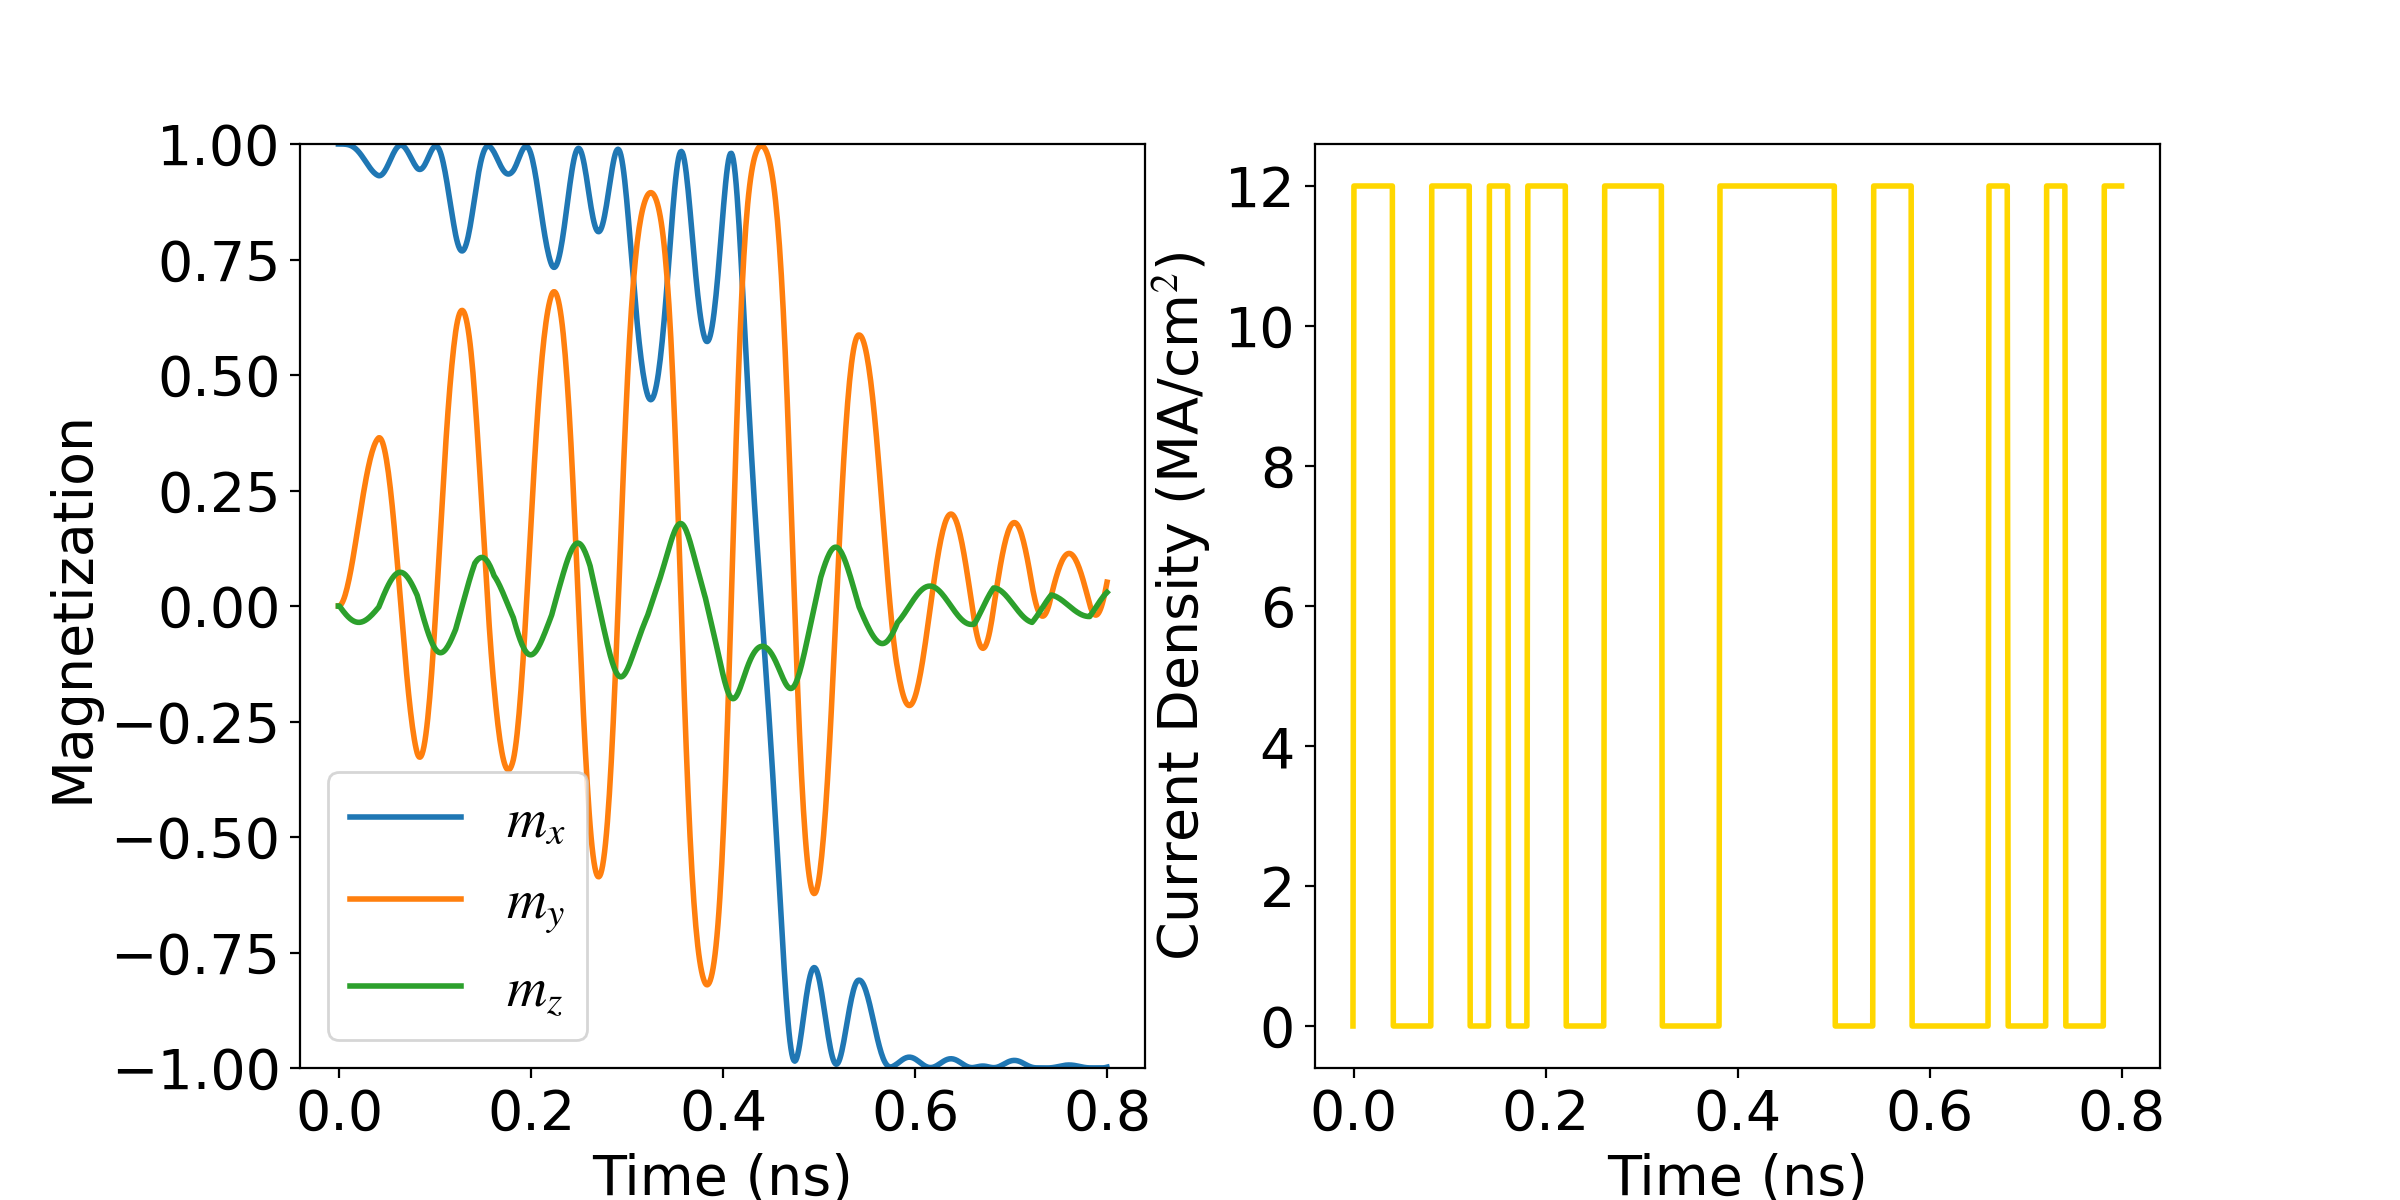 Magnetization
1.00
0.75
0.50
0.25
0.00
−0.25
−0.50
−0.75
−1.00
m_x
m_y
m_z
0.0 0.2 0.4 0.6 0.8
Time (ns)
Current Density (MA/cm²)
12
10
8
6
4
2
0
0.0 0.2 0.4 0.6 0.8
Time (ns)